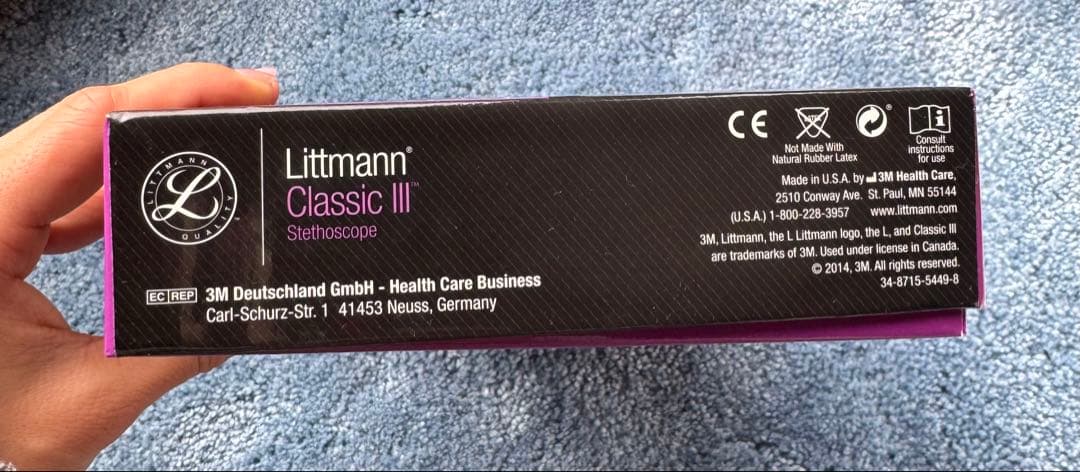 LITTMANN
QUALITY
L
Littmann®
Classic III™
Stethoscope
EC REP 3M Deutschland GmbH - Health Care Business
Carl-Schurz-Str. 1 41453 Neuss, Germany
CE
LATEX
Not Made With
Natural Rubber Latex
®
i
Consult
instructions
for use
Made in U.S.A. by 3M Health Care,
2510 Conway Ave. St. Paul, MN 55144
(U.S.A.) 1-800-228-3957 www.littmann.com
3M, Littmann, the L Littmann logo, the L, and Classic III
are trademarks of 3M. Used under license in Canada.
© 2014, 3M. All rights reserved.
34-8715-5449-8